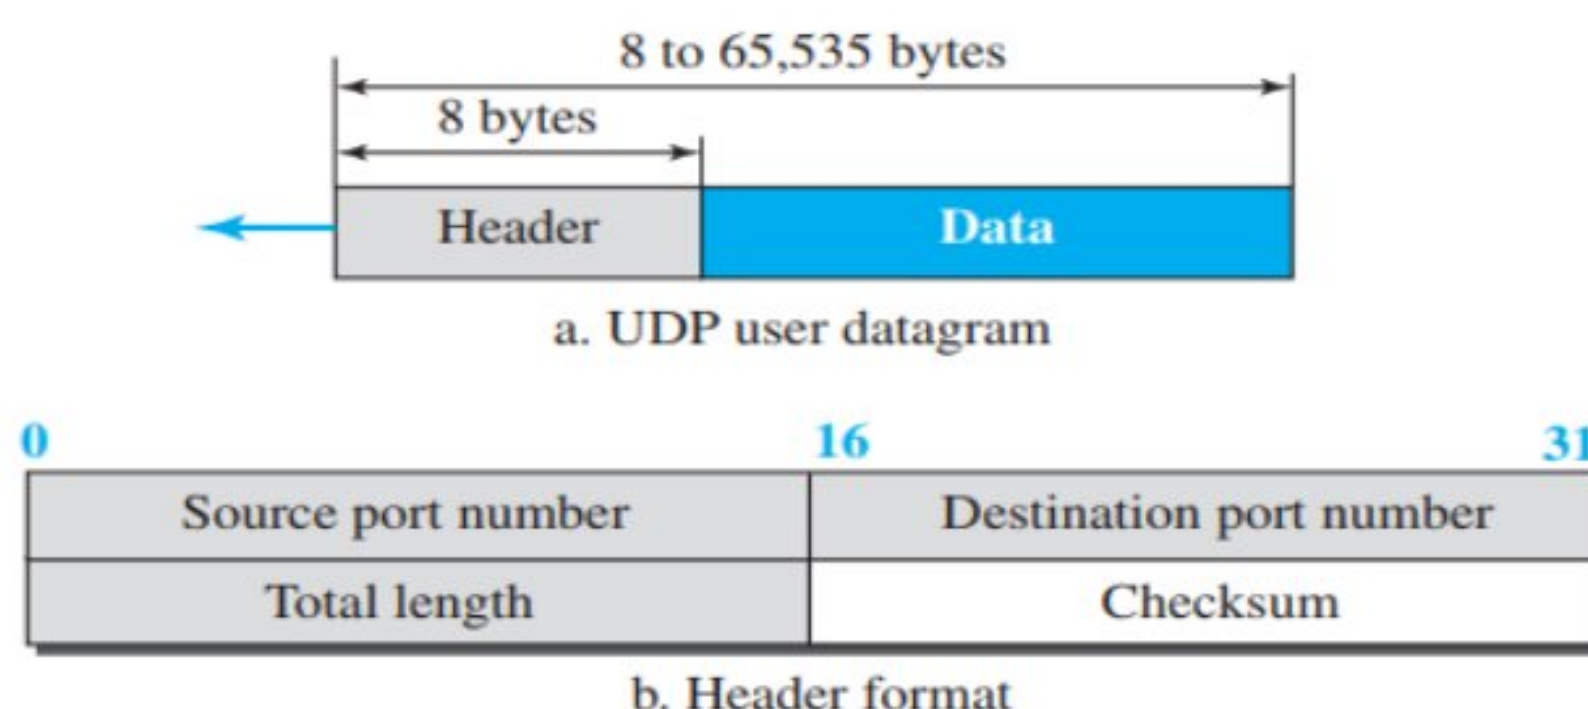 8 to 65,535 bytes
8 bytes
Header Data
a. UDP user datagram
0 16 31
Source port number Destination port number
Total length Checksum
b. Header format